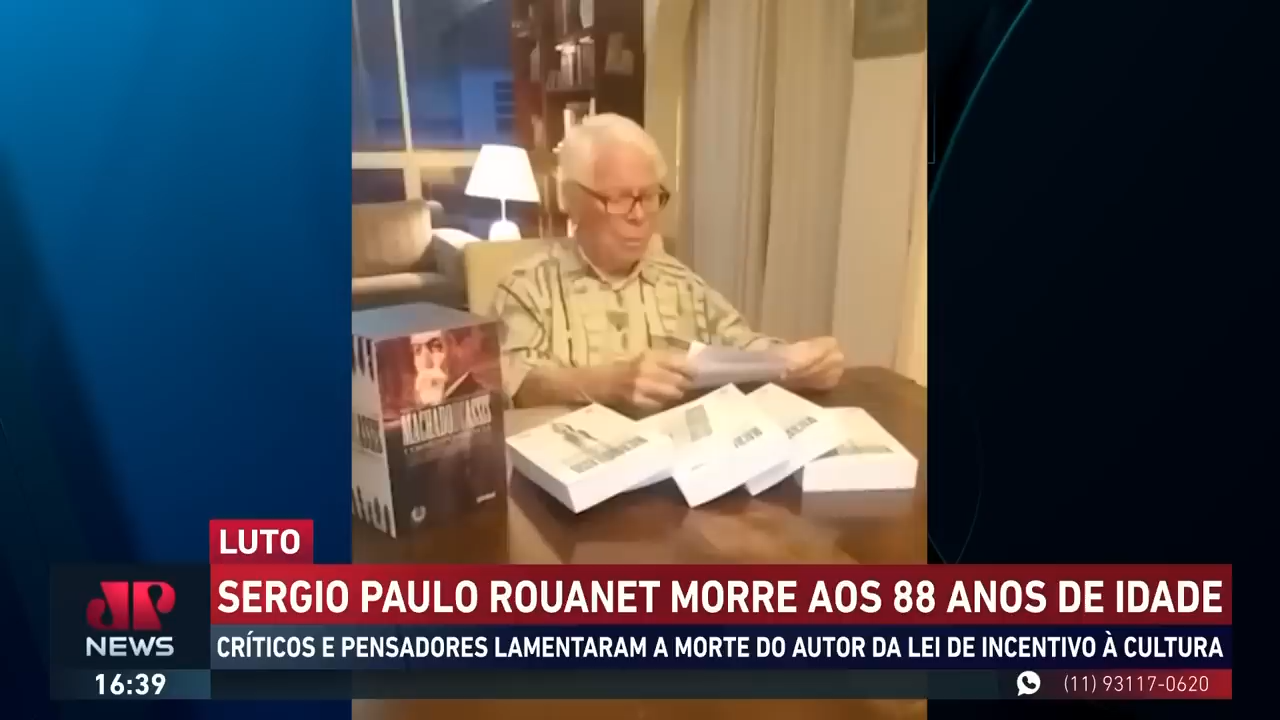 MACHADO DE ASSIS
LUTO
SERGIO PAULO ROUANET MORRE AOS 88 ANOS DE IDADE
CRÍTICOS E PENSADORES LAMENTARAM A MORTE DO AUTOR DA LEI DE INCENTIVO À CULTURA
JP
NEWS
16:39
(11) 93117-0620